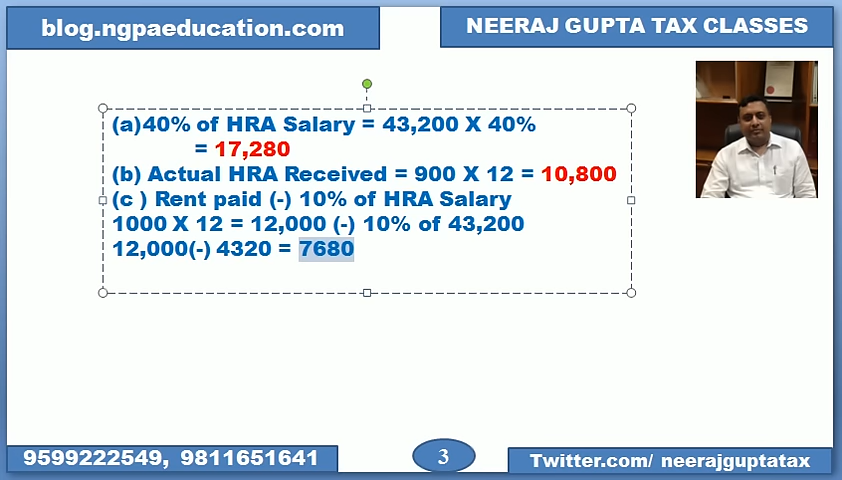 blog.ngpaeducation.com
NEERAJ GUPTA TAX CLASSES
(a)40% of HRA Salary = 43,200 X 40%
= 17,280
(b) Actual HRA Received = 900 X 12 = 10,800
(c ) Rent paid (-) 10% of HRA Salary
1000 X 12 = 12,000 (-) 10% of 43,200
12,000(-) 4320 = 7680
9599222549, 9811651641
3
Twitter.com/ neerajguptatax